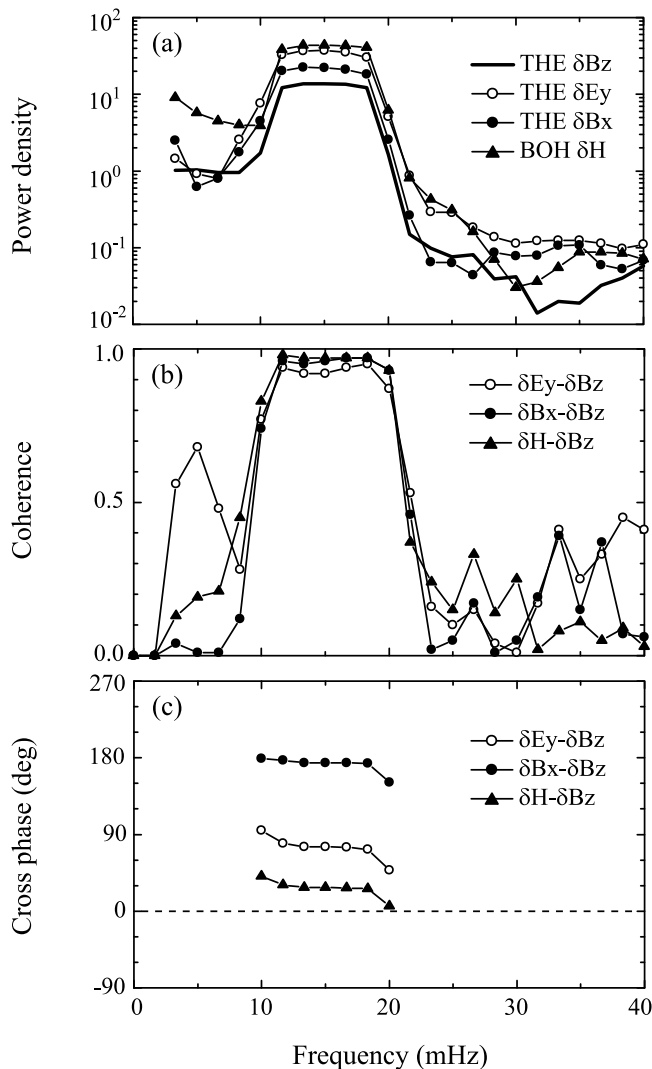 (a)
THE δBz
THE δEy
THE δBx
BOH δH
Power density
10²
10¹
10⁰
10⁻¹
10⁻²
(b)
δEy-δBz
δBx-δBz
δH-δBz
Coherence
1.0
0.5
0.0
(c)
δEy-δBz
δBx-δBz
δH-δBz
Cross phase (deg)
270
180
90
0
-90
0 10 20 30 40
Frequency (mHz)